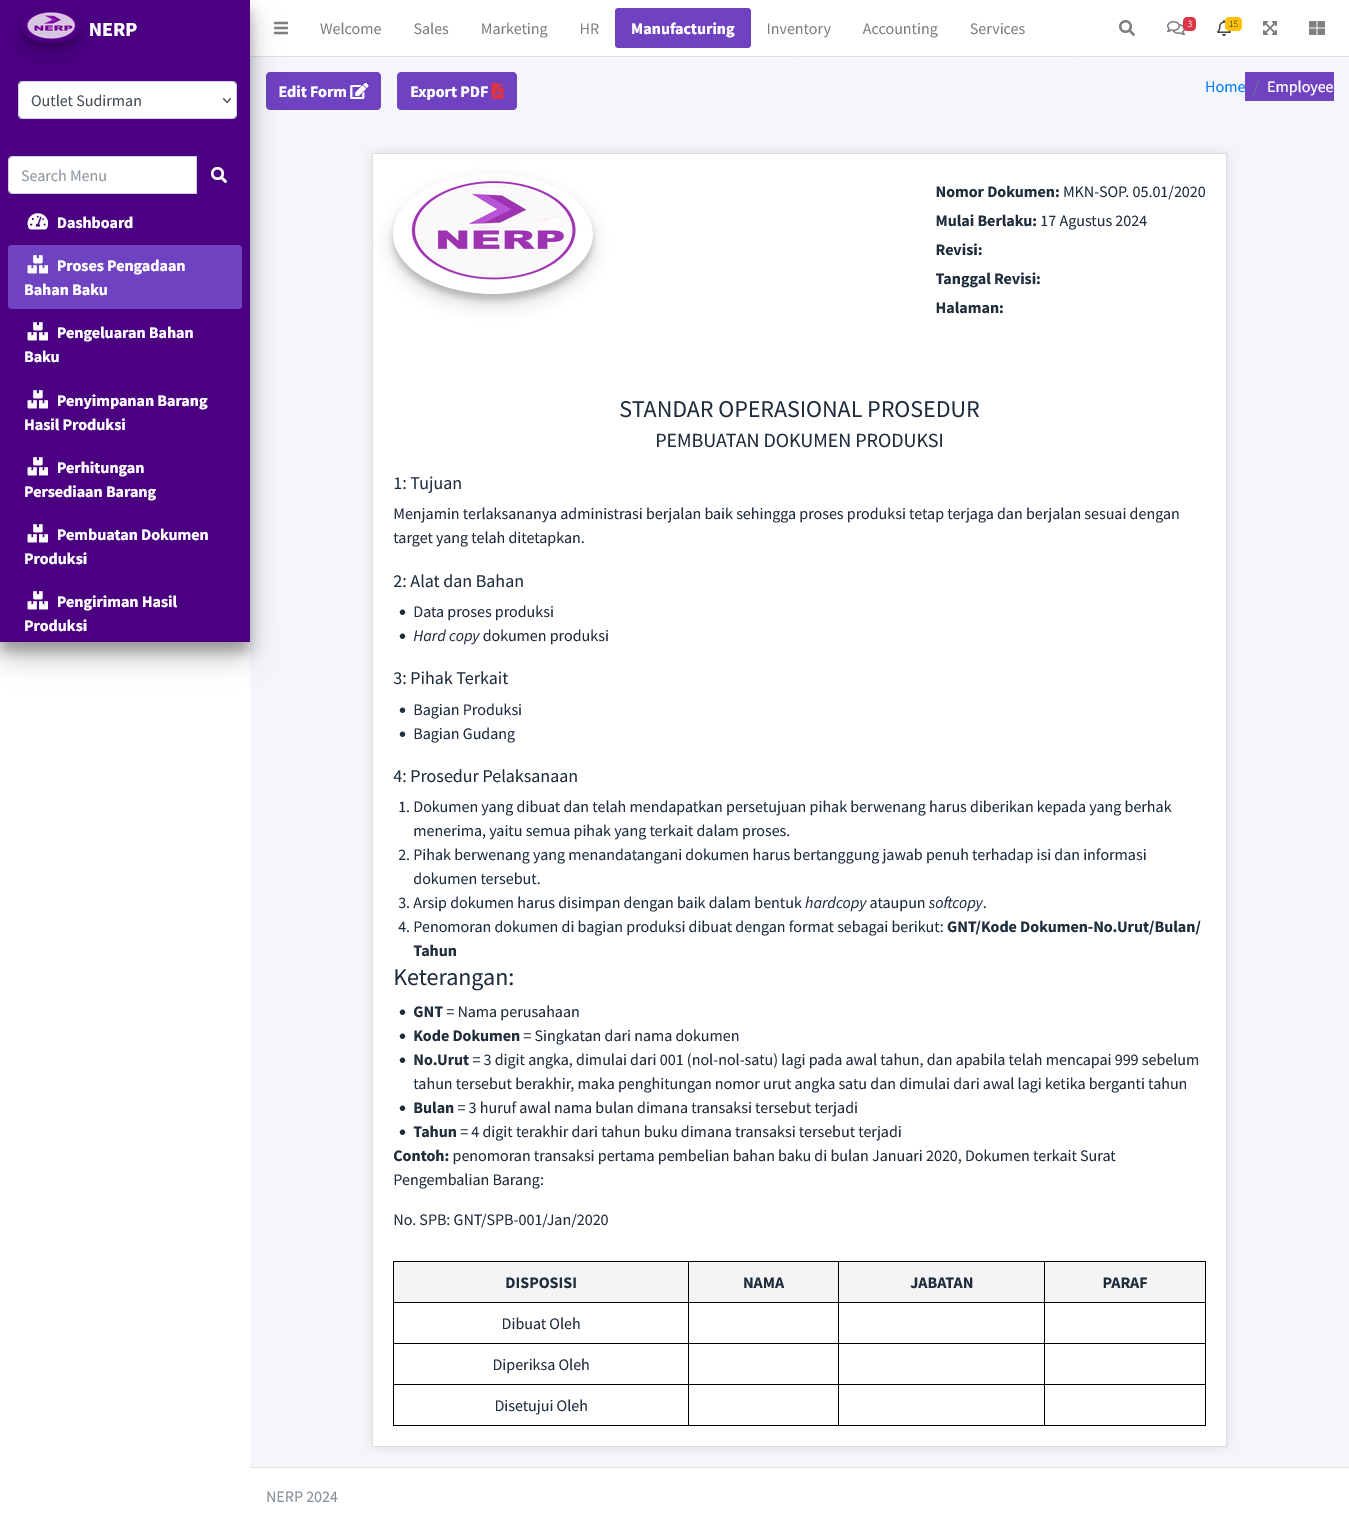 NERP
NERP
Welcome
Sales
Marketing
HR
Manufacturing
Inventory
Accounting
Services
3
15
Outlet Sudirman
Search Menu
Dashboard
Proses Pengadaan
Bahan Baku
Pengeluaran Bahan
Baku
Penyimpanan Barang
Hasil Produksi
Perhitungan
Persediaan Barang
Pembuatan Dokumen
Produksi
Pengiriman Hasil
Produksi
Edit Form
Export PDF
Home / Employee
NERP
Nomor Dokumen: MKN-SOP. 05.01/2020
Mulai Berlaku: 17 Agustus 2024
Revisi:
Tanggal Revisi:
Halaman:
STANDAR OPERASIONAL PROSEDUR
PEMBUATAN DOKUMEN PRODUKSI
1: Tujuan
Menjamin terlaksananya administrasi berjalan baik sehingga proses produksi tetap terjaga dan berjalan sesuai dengan
target yang telah ditetapkan.
2: Alat dan Bahan
• Data proses produksi
• Hard copy dokumen produksi
3: Pihak Terkait
• Bagian Produksi
• Bagian Gudang
4: Prosedur Pelaksanaan
1. Dokumen yang dibuat dan telah mendapatkan persetujuan pihak berwenang harus diberikan kepada yang berhak
menerima, yaitu semua pihak yang terkait dalam proses.
2. Pihak berwenang yang menandatangani dokumen harus bertanggung jawab penuh terhadap isi dan informasi
dokumen tersebut.
3. Arsip dokumen harus disimpan dengan baik dalam bentuk hardcopy ataupun softcopy.
4. Penomoran dokumen di bagian produksi dibuat dengan format sebagai berikut: GNT/Kode Dokumen-No.Urut/Bulan/
Tahun
Keterangan:
• GNT = Nama perusahaan
• Kode Dokumen = Singkatan dari nama dokumen
• No.Urut = 3 digit angka, dimulai dari 001 (nol-nol-satu) lagi pada awal tahun, dan apabila telah mencapai 999 sebelum
tahun tersebut berakhir, maka penghitungan nomor urut angka satu dan dimulai dari awal lagi ketika berganti tahun
• Bulan = 3 huruf awal nama bulan dimana transaksi tersebut terjadi
• Tahun = 4 digit terakhir dari tahun buku dimana transaksi tersebut terjadi
Contoh: penomoran transaksi pertama pembelian bahan baku di bulan Januari 2020, Dokumen terkait Surat
Pengembalian Barang:
No. SPB: GNT/SPB-001/Jan/2020
DISPOSISI NAMA JABATAN PARAF
Dibuat Oleh
Diperiksa Oleh
Disetujui Oleh
NERP 2024